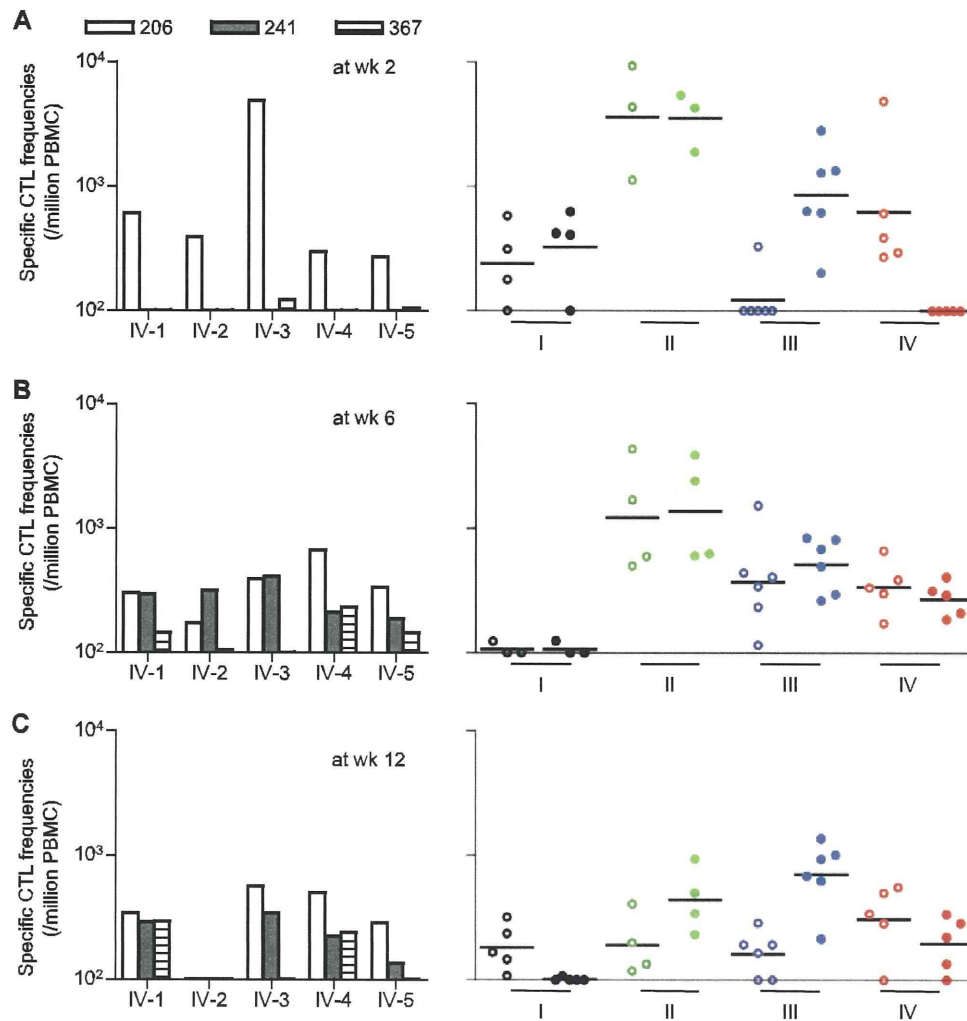 A
206 241 367
at wk 2
Specific CTL frequencies
(/million PBMC)
10⁴
10³
10²
IV-1 IV-2 IV-3 IV-4 IV-5
I II III IV
B
at wk 6
Specific CTL frequencies
(/million PBMC)
10⁴
10³
10²
IV-1 IV-2 IV-3 IV-4 IV-5
I II III IV
C
at wk 12
Specific CTL frequencies
(/million PBMC)
10⁴
10³
10²
IV-1 IV-2 IV-3 IV-4 IV-5
I II III IV